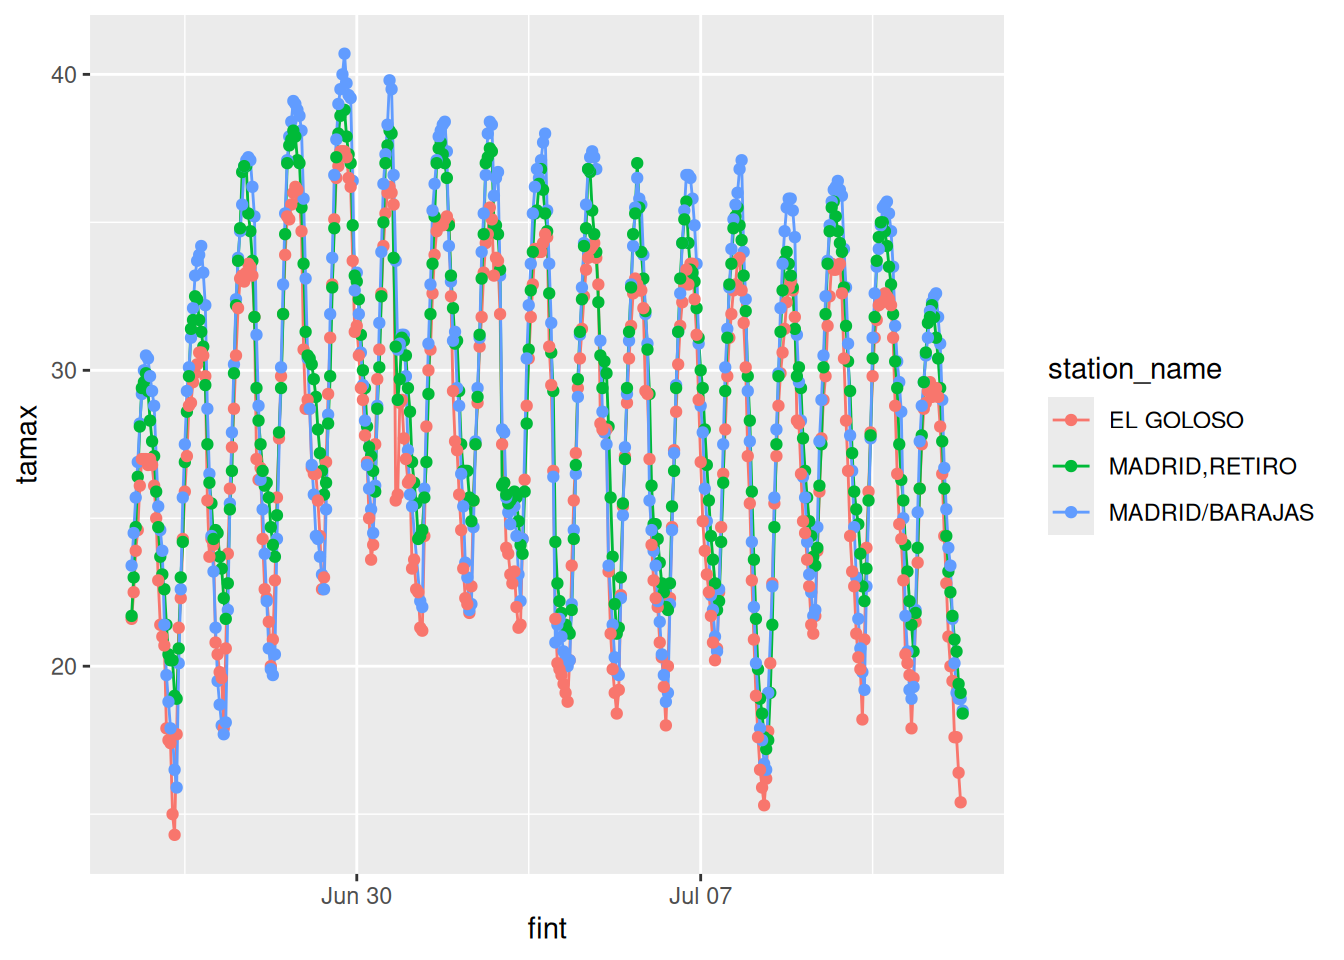 tamax
40
30
20
Jun 30
Jul 07
fint
station_name
EL GOLOSO
MADRID,RETIRO
MADRID/BARAJAS